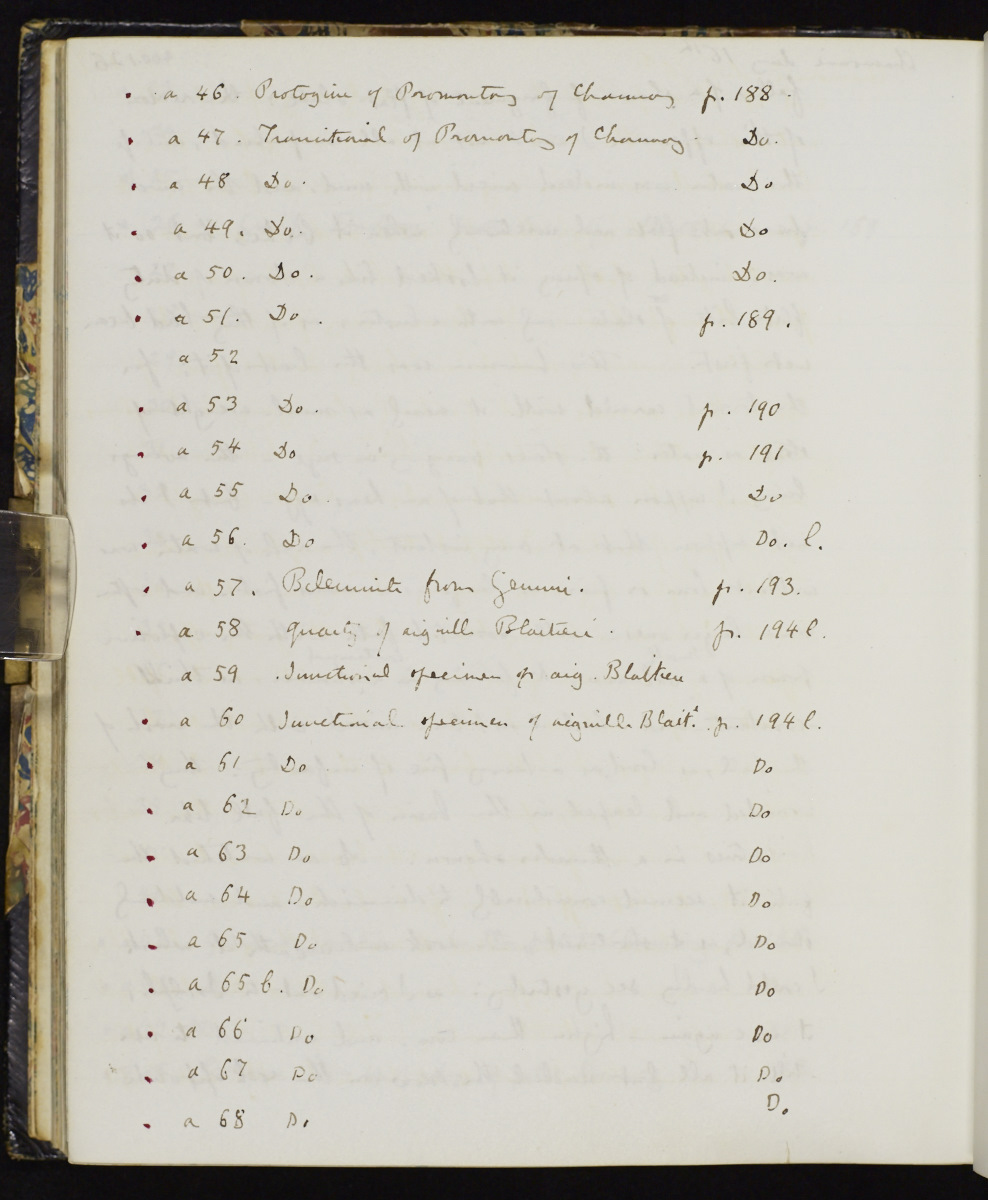 a 46. Protogine of Promontory of Chamouny p. 188.
a 47. Transitional of Promontory of Chamouny Do.
a 48 Do. Do
a 49. Do. Do
a 50. Do. Do.
a 51. Do. p. 189.
a 52
a 53 Do. p. 190
a 54 Do p. 191
a 55 Do. Do
a 56. Do Do. l.
a 57. Belemnite from Gemmi. p. 193.
a 58 quartz of aiguille Blaitiere. p. 194 l.
a 59 Junctional specimen of aig. Blaitiere
a 60 Junctional specimen of aiguille Blait. p. 194 l.
a 61 Do Do
a 62 Do Do
a 63 Do Do
a 64 Do Do
a 65 Do Do
a 65 b. Do Do
a 66 Do Do
a 67 Do Do
a 68 Do Do